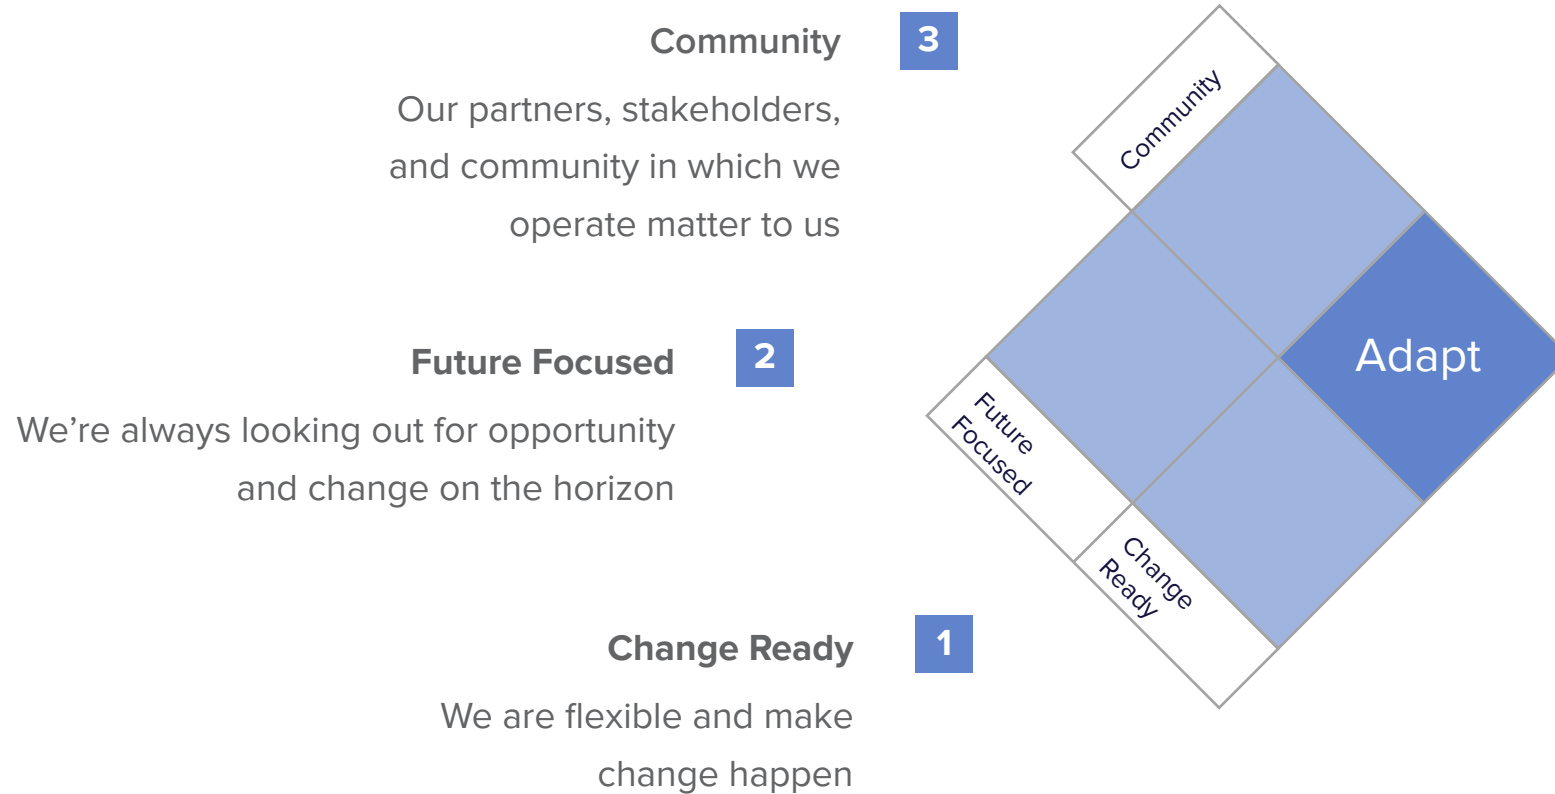 Community
3
Our partners, stakeholders,
and community in which we
operate matter to us
Future Focused
2
We’re always looking out for opportunity
and change on the horizon
Change Ready
1
We are flexible and make
change happen
Community
Adapt
Future
Focused
Change
Ready